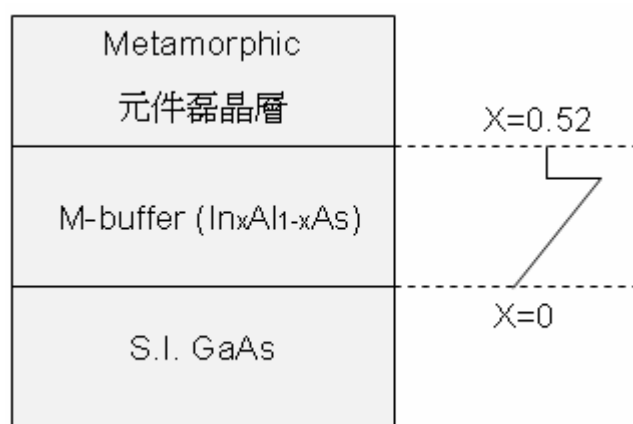 Metamorphic
元件磊晶層
X=0.52
M-buffer (InxAl1-xAs)
X=0
S.I. GaAs